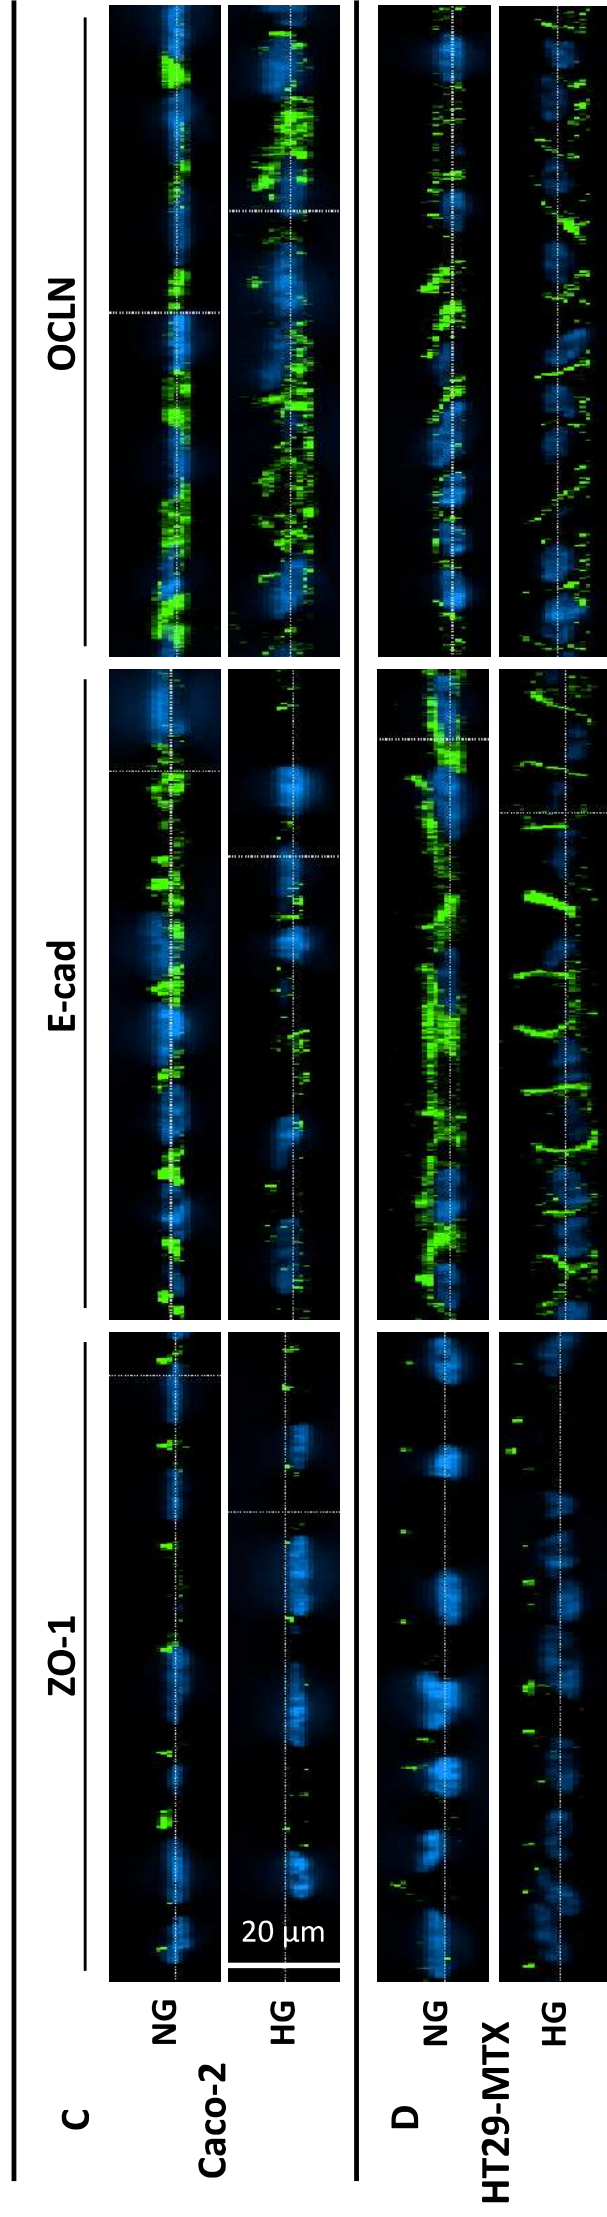 C
ZO-1
E-cad
OCLN
Caco-2
NG
HG
20 μm
D
HT29-MTX
NG
HG